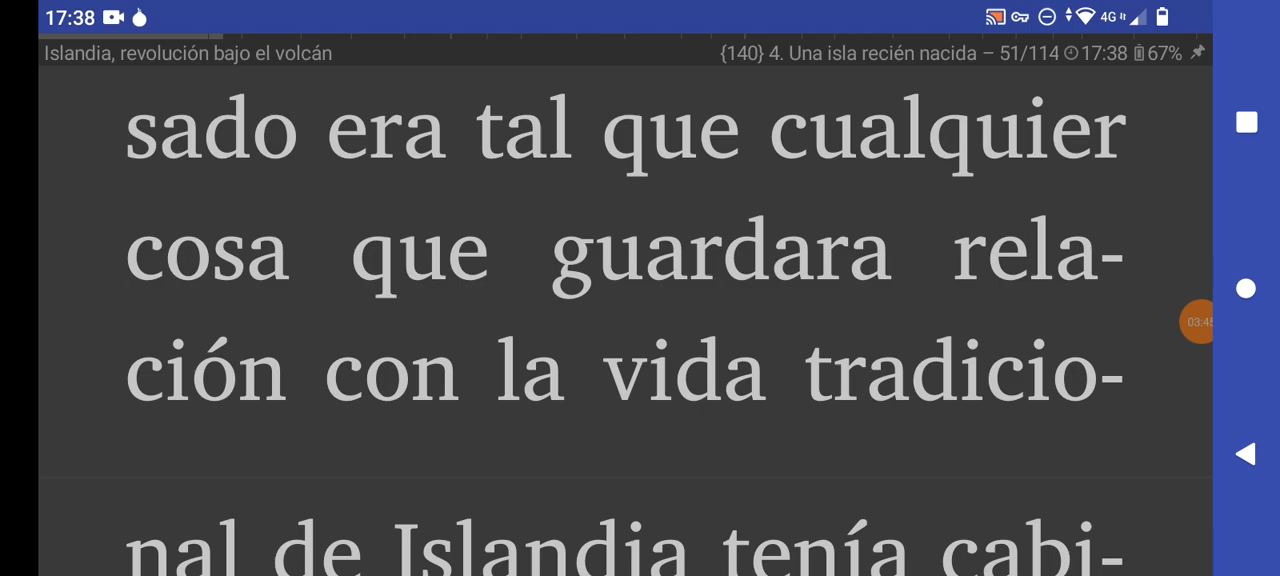 17:38
4G
Islandia, revolución bajo el volcán
{140} 4. Una isla recién nacida – 51/114 17:38 67%
sado era tal que cualquier
cosa que guardara rela-
ción con la vida tradicio-
03:45
nal de Islandia tenía cabi-